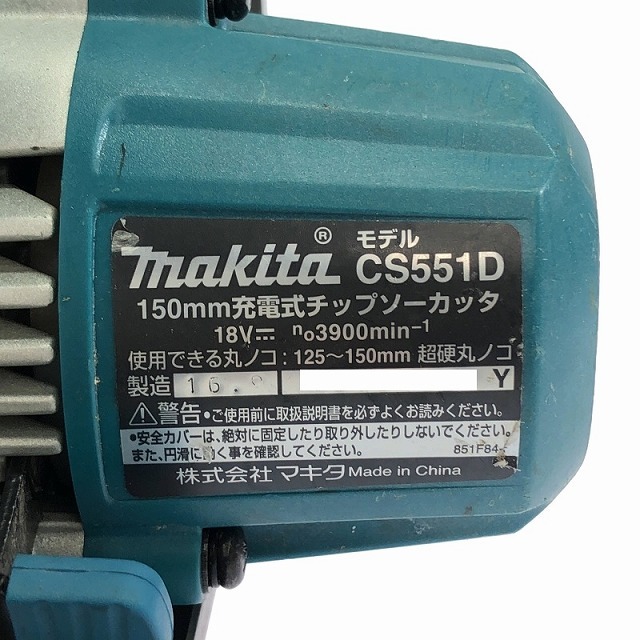 makita® モデル CS551D
150mm充電式チップソーカッタ
18V⎓ n₀3900min⁻¹
使用できる丸ノコ：125～150mm 超硬丸ノコ
製造 16. Y
⚠警告 ・ご使用前に取扱説明書を必ずよくお読みください。
・安全カバーは、絶対に固定したり取り外したりしないでください。
また、円滑に動く事を確認してください。 851F84-
株式会社 マキタ Made in China